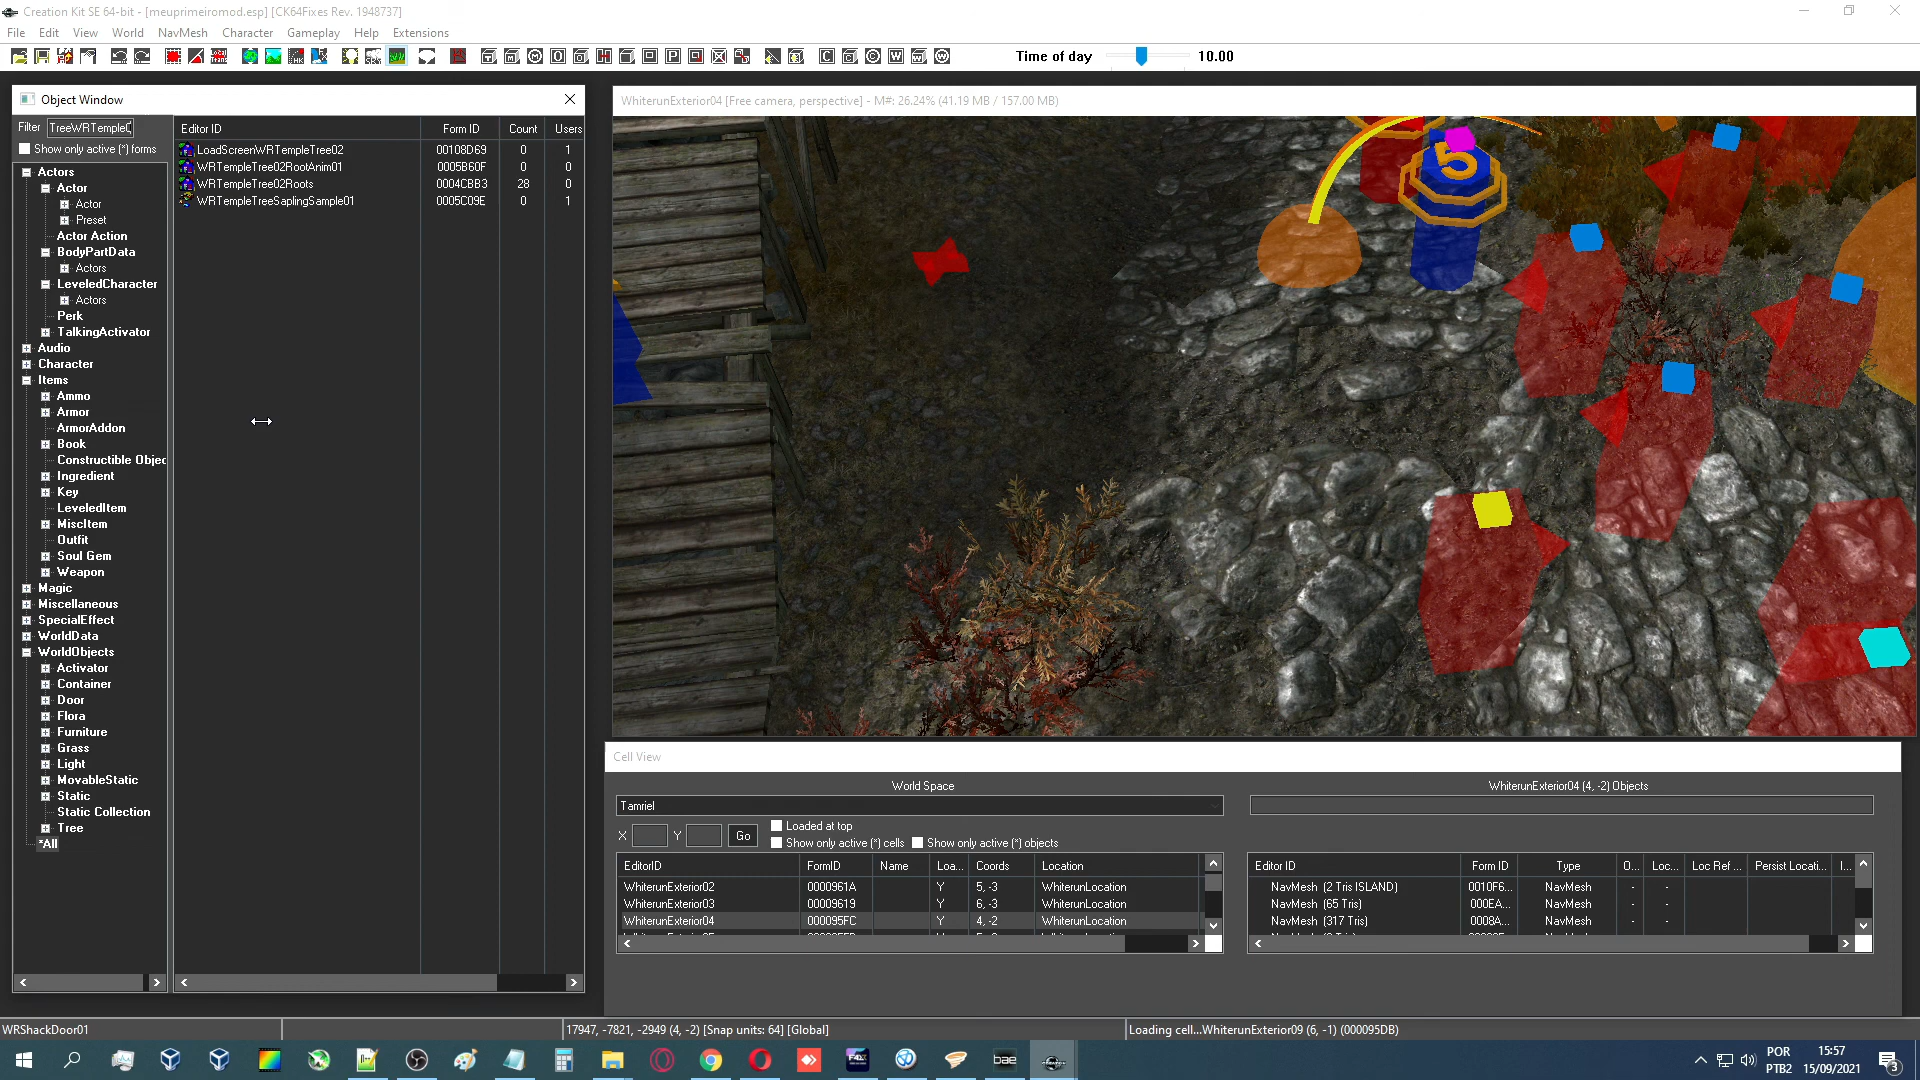 Creation Kit SE 64-bit - [meuprimeiromod.esp] [CK64Fixes Rev. 1948737]
File Edit View World NavMesh Character Gameplay Help Extensions
Time of day 10.00
Object Window
Filter
Show only active (*) forms
Actors
Actor
Actor
Preset
Actor Action
BodyPartData
Actors
LeveledCharacter
Actors
Perk
TalkingActivator
Audio
Character
Items
Ammo
Armor
ArmorAddon
Book
Constructible Objec
Ingredient
Key
LeveledItem
MiscItem
Outfit
Soul Gem
Weapon
Magic
Miscellaneous
SpecialEffect
WorldData
WorldObjects
Activator
Container
Door
Flora
Furniture
Grass
Light
MovableStatic
Static
Static Collection
Tree
*All
Editor ID Form ID Count Users
LoadScreenWRTempleTree02 00108D69 0 1
WRTempleTree02RootAnim01 0005B60F 0 0
WRTempleTree02Roots 0004CBB3 28 0
WRTempleTreeSaplingSample01 0005C09E 0 1
WhiterunExterior04 [Free camera, perspective] - M#: 26.24% (41.19 MB / 157.00 MB)
5
Cell View
World Space
Tamriel
X Y Go
Loaded at top
Show only active (*) cells Show only active (*) objects
EditorID FormID Name Loa... Coords Location
WhiterunExterior02 0000961A Y 5, -3 WhiterunLocation
WhiterunExterior03 00009619 Y 6, -3 WhiterunLocation
WhiterunExterior04 000095FC Y 4, -2 WhiterunLocation
WhiterunExterior04 (4, -2) Objects
Editor ID Form ID Type O... Loc... Loc Ref ... Persist Locati... I...
NavMesh (2 Tris ISLAND) 0010F6... NavMesh - -
NavMesh (65 Tris) 000EA... NavMesh - -
NavMesh (317 Tris) 0008A... NavMesh - -
WRShackDoor01
17947, -7821, -2949 (4, -2) [Snap units: 64] [Global]
Loading cell...WhiterunExterior09 (6, -1) (000095DB)
bae
POR
PTB2
15:57
15/09/2021
3